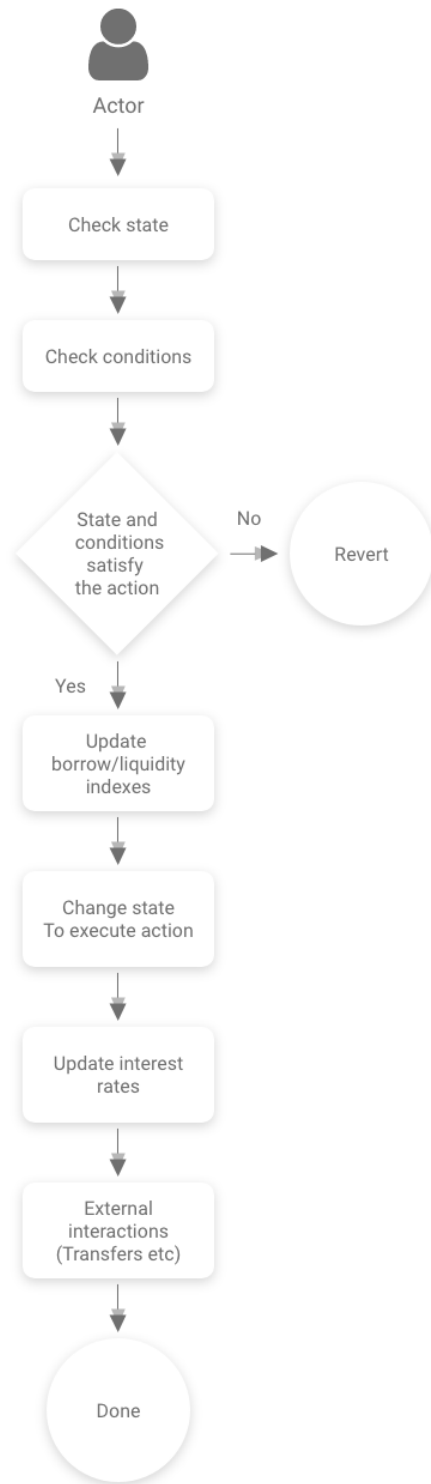 Actor
Check state
Check conditions
State and
conditions
satisfy
the action
No
Revert
Yes
Update
borrow/liquidity
indexes
Change state
To execute action
Update interest
rates
External
interactions
(Transfers etc)
Done